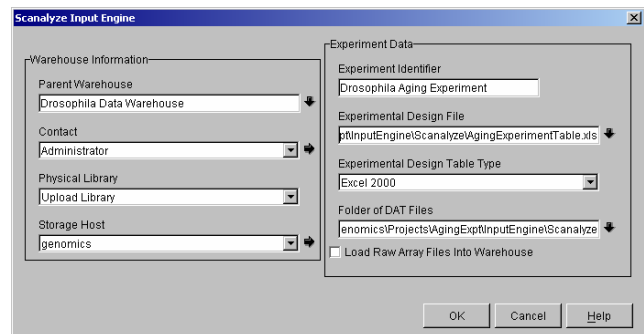 Scanalyze Input Engine
Warehouse Information
Parent Warehouse
Drosophila Data Warehouse
Contact
Administrator
Physical Library
Upload Library
Storage Host
genomics
Experiment Data
Experiment Identifier
Drosophila Aging Experiment
Experimental Design File
pt\InputEngine\Scanalyze\AgingExperimentTable.xls
Experimental Design Table Type
Excel 2000
Folder of DAT Files
enomics\Projects\AgingExpt\InputEngine\Scanalyze
Load Raw Array Files Into Warehouse
OK
Cancel
Help